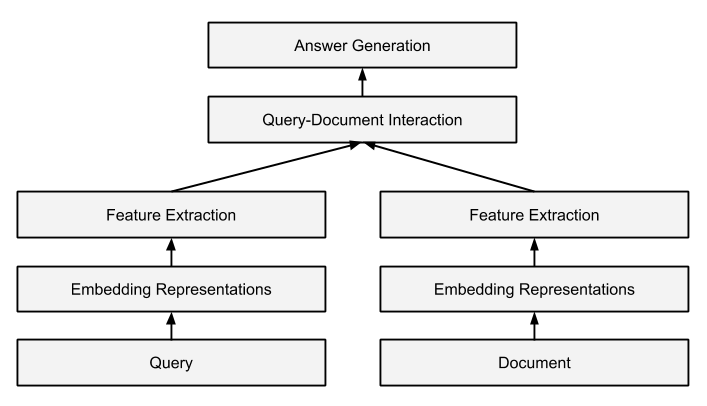 Answer Generation
Query-Document Interaction
Feature Extraction
Feature Extraction
Embedding Representations
Embedding Representations
Query
Document